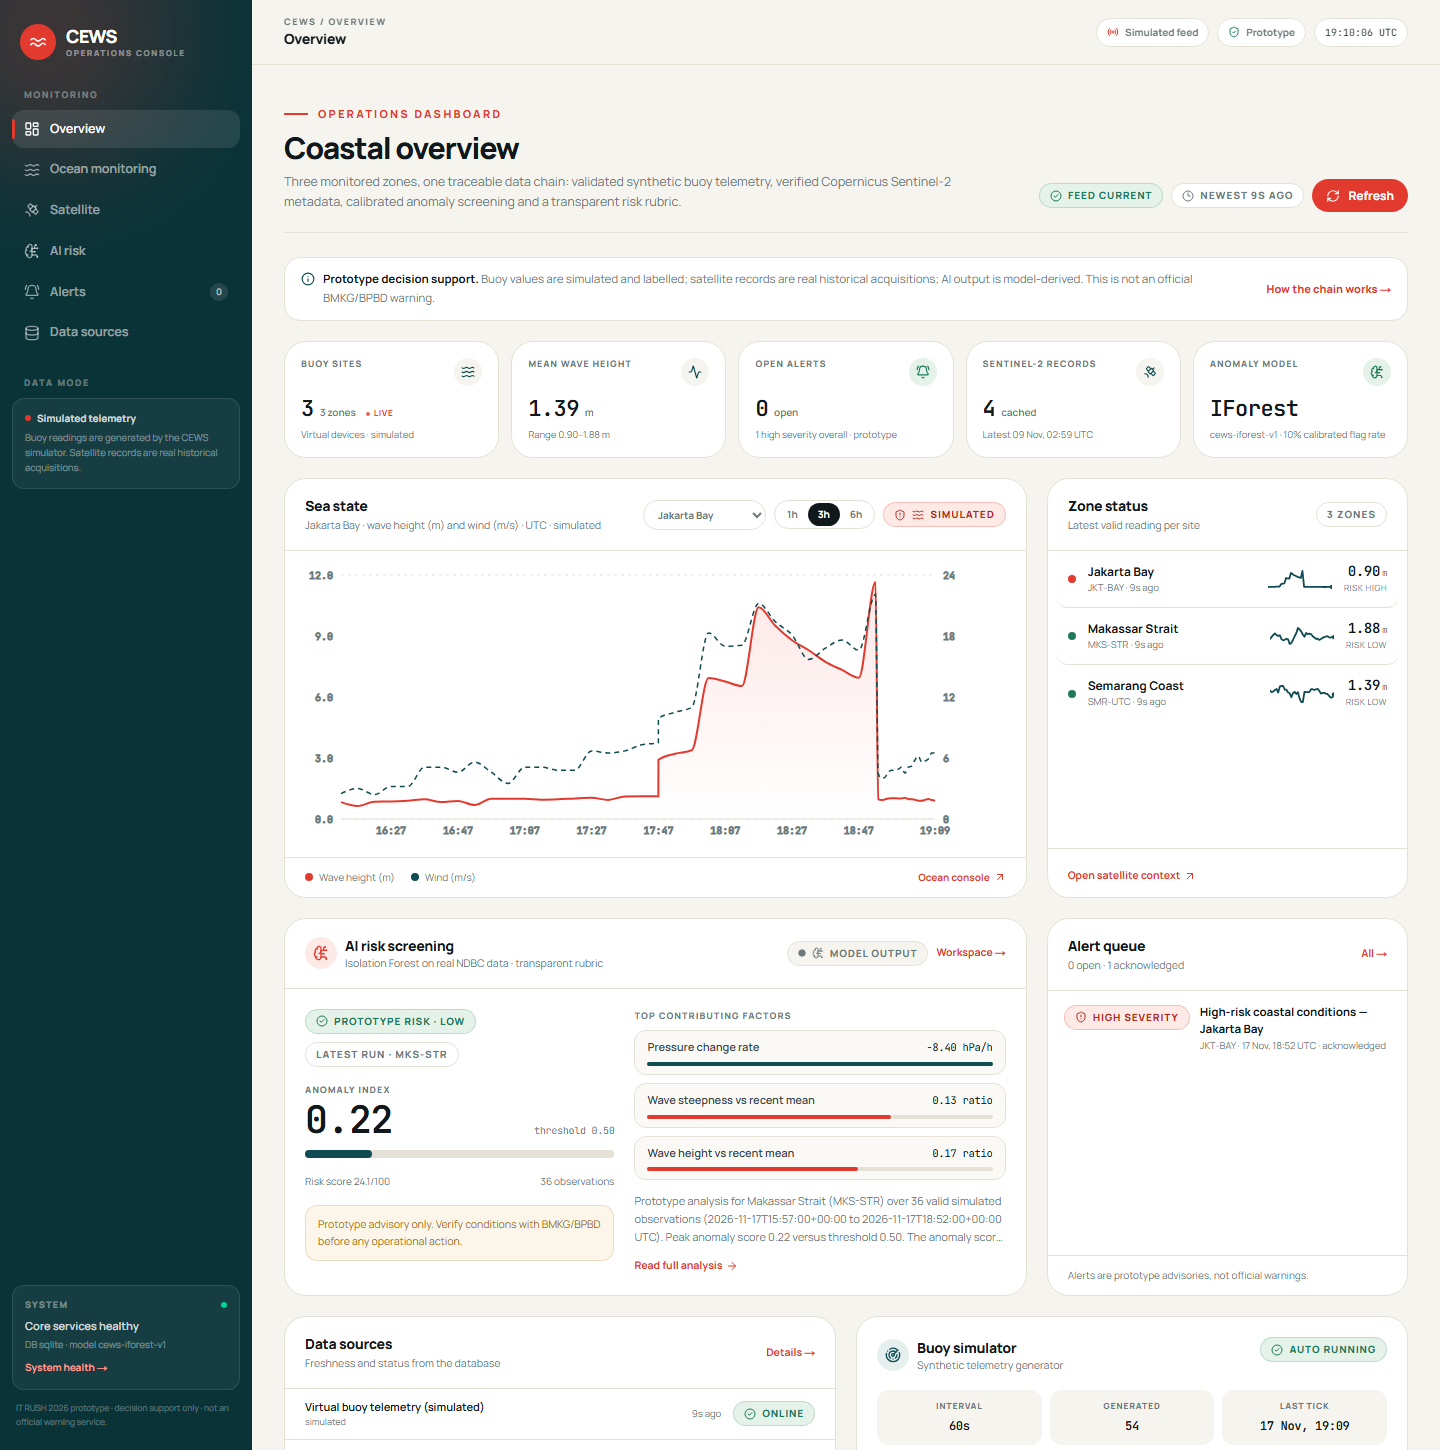 CEWS
OPERATIONS CONSOLE
MONITORING
Overview
Ocean monitoring
Satellite
AI risk
Alerts 0
Data sources
DATA MODE
Simulated telemetry
Buoy readings are generated by the CEWS
simulator. Satellite records are real historical
acquisitions.
SYSTEM
Core services healthy
DB sqlite · model cews-iforest-v1
System health →
IT RUSH 2026 prototype · decision support only · not an
official warning service.
CEWS / OVERVIEW
Overview
Simulated feed
Prototype
19:10:06 UTC
OPERATIONS DASHBOARD
Coastal overview
Three monitored zones, one traceable data chain: validated synthetic buoy telemetry, verified Copernicus Sentinel-2
metadata, calibrated anomaly screening and a transparent risk rubric.
FEED CURRENT
NEWEST 9S AGO
Refresh
Prototype decision support. Buoy values are simulated and labelled; satellite records are real historical acquisitions; AI output is model-derived. This is not an official
BMKG/BPBD warning.
How the chain works →
BUOY SITES
3 3 zones • LIVE
Virtual devices · simulated
MEAN WAVE HEIGHT
1.39 m
Range 0.90–1.88 m
OPEN ALERTS
0 open
1 high severity overall · prototype
SENTINEL-2 RECORDS
4 cached
Latest 09 Nov, 02:59 UTC
ANOMALY MODEL
IForest
cews-iforest-v1 · 10% calibrated flag rate
Sea state
Jakarta Bay · wave height (m) and wind (m/s) · UTC · simulated
Jakarta Bay
1h 3h 6h
SIMULATED
12.0
9.0
6.0
3.0
0.0
24
18
12
6
0
16:27 16:47 17:07 17:27 17:47 18:07 18:27 18:47 19:09
Wave height (m) Wind (m/s)
Ocean console ↗
Zone status
Latest valid reading per site
3 ZONES
Jakarta Bay
JKT-BAY · 9s ago
0.90 m
RISK HIGH
Makassar Strait
MKS-STR · 9s ago
1.88 m
RISK LOW
Semarang Coast
SMR-UTC · 9s ago
1.39 m
RISK LOW
Open satellite context ↗
AI risk screening
Isolation Forest on real NDBC data · transparent rubric
MODEL OUTPUT
Workspace →
PROTOTYPE RISK · LOW
LATEST RUN · MKS-STR
ANOMALY INDEX
0.22
threshold 0.50
Risk score 24.1/100
36 observations
Prototype advisory only. Verify conditions with BMKG/BPBD
before any operational action.
TOP CONTRIBUTING FACTORS
Pressure change rate -8.40 hPa/h
Wave steepness vs recent mean 0.13 ratio
Wave height vs recent mean 0.17 ratio
Prototype analysis for Makassar Strait (MKS-STR) over 36 valid simulated
observations (2026-11-17T15:57:00+00:00 to 2026-11-17T18:52:00+00:00
UTC). Peak anomaly score 0.22 versus threshold 0.50. The anomaly scor…
Read full analysis →
Alert queue
0 open · 1 acknowledged
All →
HIGH SEVERITY
High-risk coastal conditions —
Jakarta Bay
JKT-BAY · 17 Nov, 18:52 UTC · acknowledged
Alerts are prototype advisories, not official warnings.
Data sources
Freshness and status from the database
Details →
Virtual buoy telemetry (simulated)
simulated
9s ago
ONLINE
Buoy simulator
Synthetic telemetry generator
AUTO RUNNING
INTERVAL
60s
GENERATED
54
LAST TICK
17 Nov, 19:09